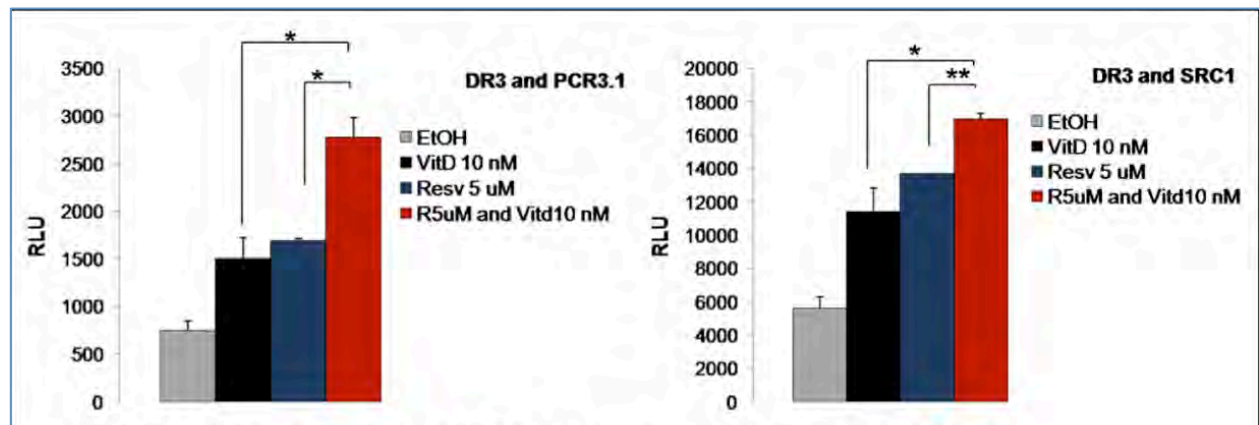 *
*
DR3 and PCR3.1
3500
3000
2500
2000
1500
1000
500
0
RLU
EtOH
VitD 10 nM
Resv 5 uM
R5uM and Vitd10 nM
*
**
DR3 and SRC1
20000
18000
16000
14000
12000
10000
8000
6000
4000
2000
0
RLU
EtOH
VitD 10 nM
Resv 5 uM
R5uM and Vitd10 nM